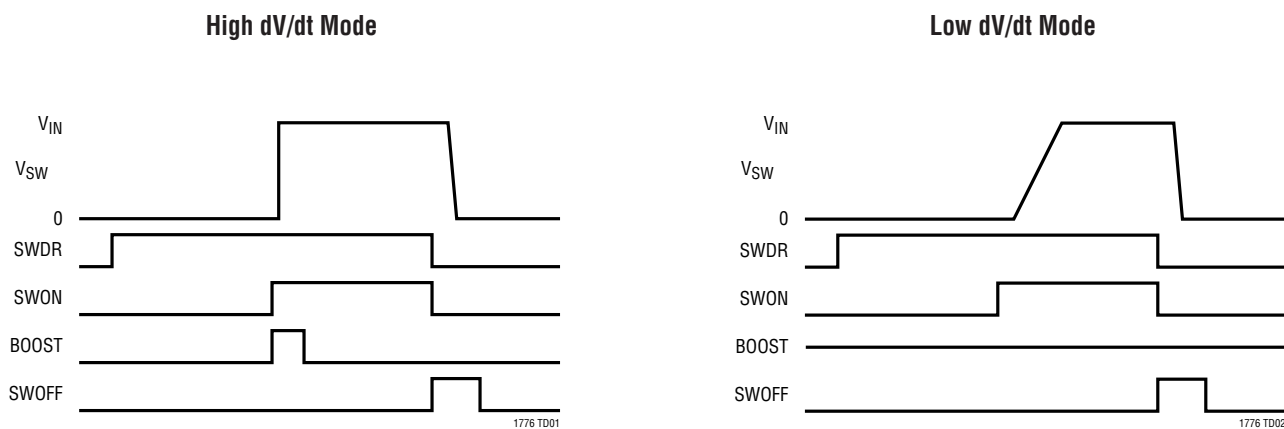 High dV/dt Mode
VIN
VSW
0
SWDR
SWON
BOOST
SWOFF
1776 TD01
Low dV/dt Mode
VIN
VSW
0
SWDR
SWON
BOOST
SWOFF
1776 TD02